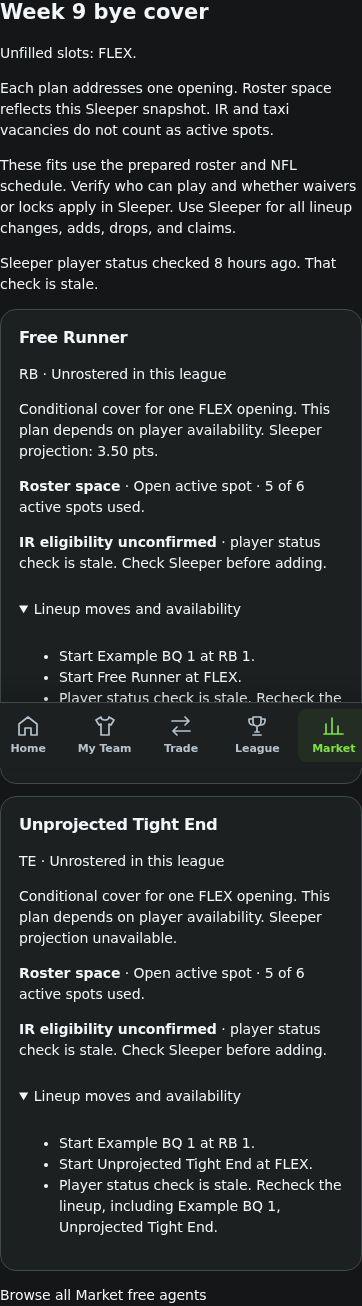 Week 9 bye cover
Unfilled slots: FLEX.
Each plan addresses one opening. Roster space
reflects this Sleeper snapshot. IR and taxi
vacancies do not count as active spots.
These fits use the prepared roster and NFL
schedule. Verify who can play and whether waivers
or locks apply in Sleeper. Use Sleeper for all lineup
changes, adds, drops, and claims.
Sleeper player status checked 8 hours ago. That
check is stale.
Free Runner
RB · Unrostered in this league
Conditional cover for one FLEX opening. This
plan depends on player availability. Sleeper
projection: 3.50 pts.
Roster space · Open active spot · 5 of 6
active spots used.
IR eligibility unconfirmed · player status
check is stale. Check Sleeper before adding.
▼ Lineup moves and availability
• Start Example BQ 1 at RB 1.
• Start Free Runner at FLEX.
• Player status check is stale. Recheck the
Home
My Team
Trade
League
Market
Unprojected Tight End
TE · Unrostered in this league
Conditional cover for one FLEX opening. This
plan depends on player availability. Sleeper
projection unavailable.
Roster space · Open active spot · 5 of 6
active spots used.
IR eligibility unconfirmed · player status
check is stale. Check Sleeper before adding.
▼ Lineup moves and availability
• Start Example BQ 1 at RB 1.
• Start Unprojected Tight End at FLEX.
• Player status check is stale. Recheck the
lineup, including Example BQ 1,
Unprojected Tight End.
Browse all Market free agents